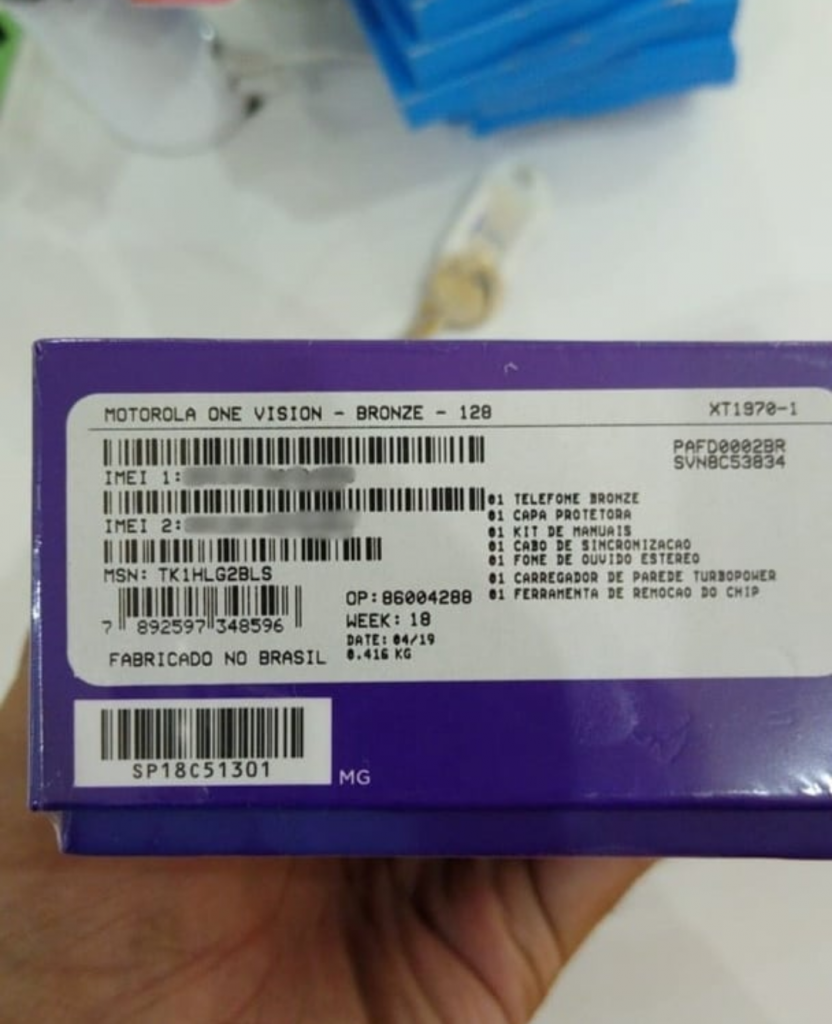 MOTOROLA ONE VISION - BRONZE - 128
XT1970-1
PAFD0002BR
SVN8C53834
IMEI 1:
IMEI 2:
MSN: TK1HLG2BLS
01 TELEFONE BRONZE
01 CAPA PROTETORA
01 KIT DE MANUAIS
01 CABO DE SINCRONIZACAO
01 FONE DE OUVIDO ESTEREO
01 CARREGADOR DE PAREDE TURBOPOWER
01 FERRAMENTA DE REMOCAO DO CHIP
7 892597 348596
OP: 86004288
WEEK: 18
DATE: 04/19
0.416 KG
FABRICADO NO BRASIL
SP18C51301
MG